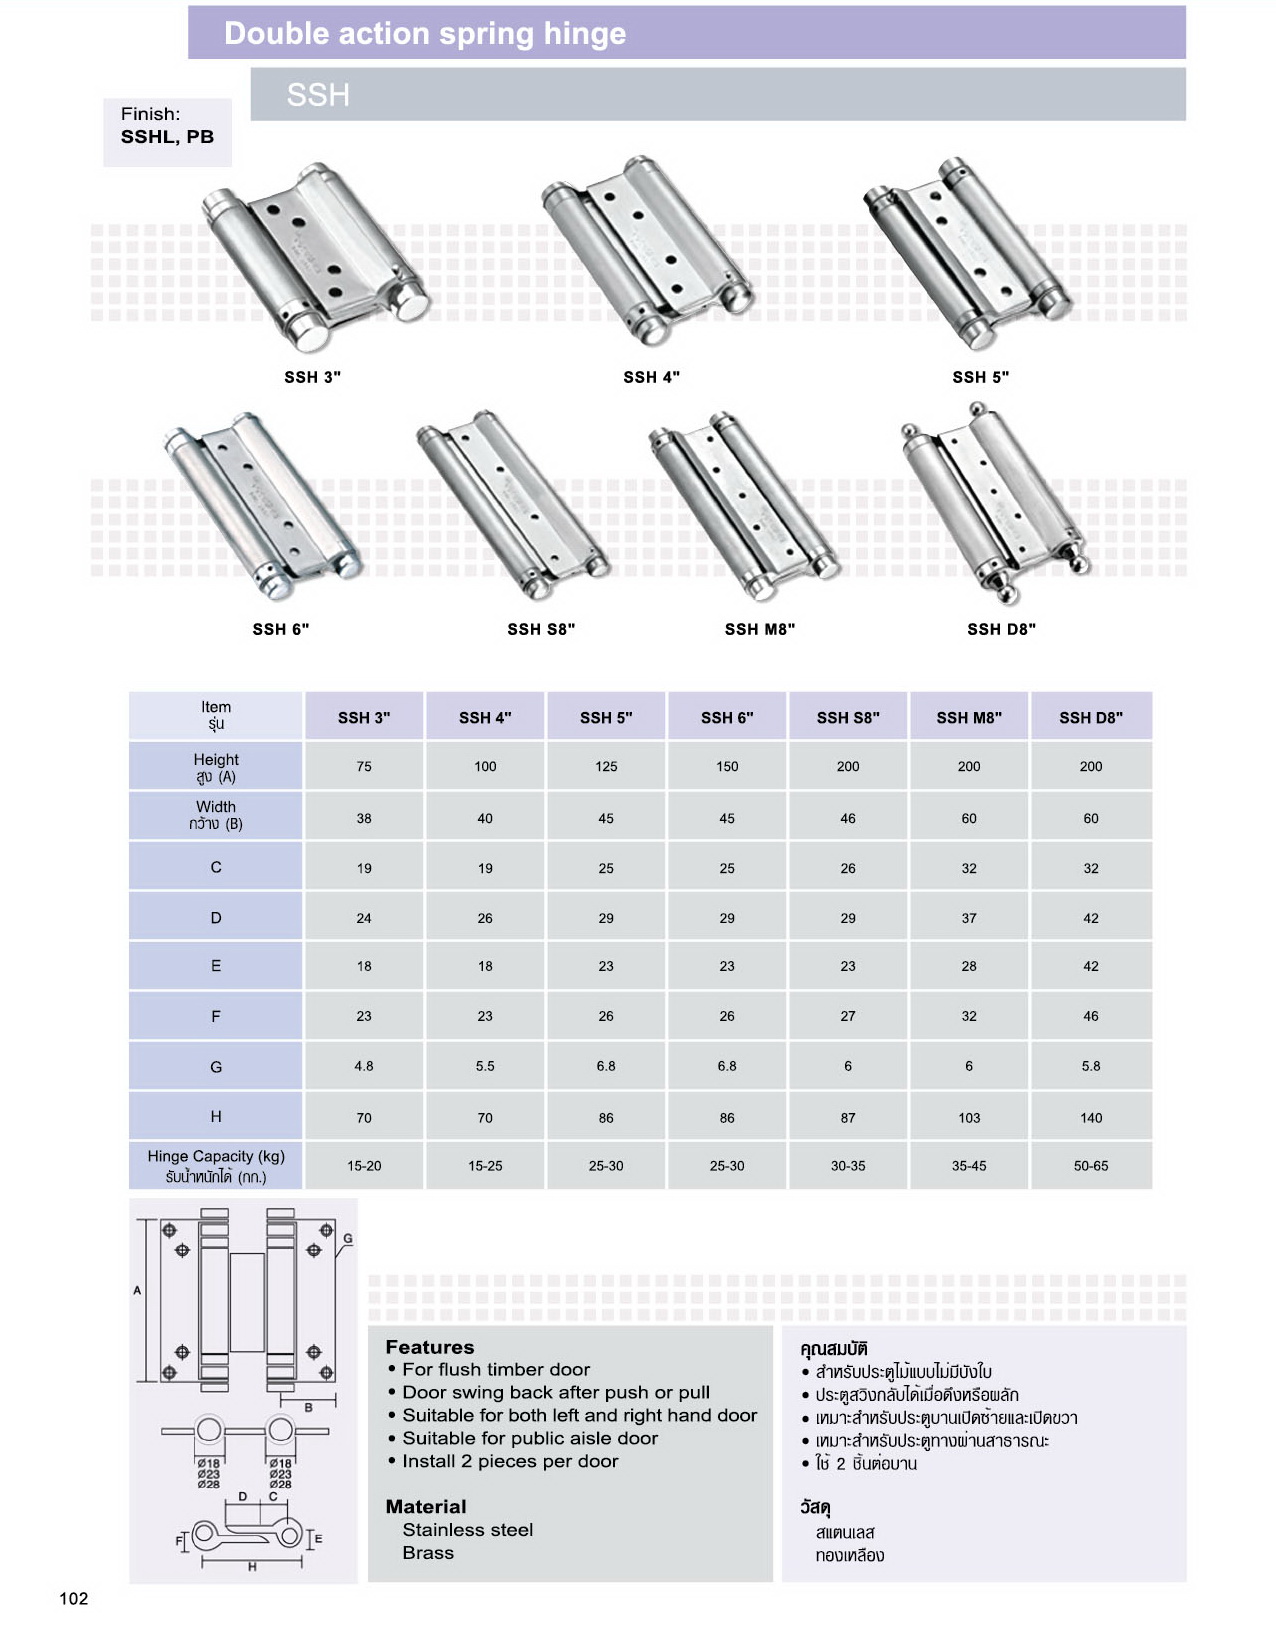 Double action spring hinge
SSH
Finish:
SSHL, PB
SSH 3" SSH 4" SSH 5"
SSH 6" SSH S8" SSH M8" SSH D8"
Item SSH 3" SSH 4" SSH 5" SSH 6" SSH S8" SSH M8" SSH D8"
รุ่น
Height 75 100 125 150 200 200 200
สูง (A)
Width 38 40 45 45 46 60 60
กว้าง (B)
C 19 19 25 25 26 32 32
D 24 26 29 29 29 37 42
E 18 18 23 23 23 28 42
F 23 23 26 26 27 32 46
G 4.8 5.5 6.8 6.8 6 6 5.8
H 70 70 86 86 87 103 140
Hinge Capacity (kg) 15-20 15-25 25-30 25-30 30-35 35-45 50-65
รับน้ำหนักได้ (กก.)
G
A
B
Ø18 Ø18
Ø23 Ø23
Ø28 Ø28
D C
F E
H
Features
• For flush timber door
• Door swing back after push or pull
• Suitable for both left and right hand door
• Suitable for public aisle door
• Install 2 pieces per door
Material
Stainless steel
Brass
คุณสมบัติ
• สำหรับประตูไม้แบบไม่มีบังใบ
• ประตูสวิงกลับได้เมื่อดึงหรือผลัก
• เหมาะสำหรับประตูบานเปิดซ้ายและเปิดขวา
• เหมาะสำหรับประตูทางผ่านสาธารณะ
• ใช้ 2 ชิ้นต่อบาน
วัสดุ
สแตนเลส
ทองเหลือง
102